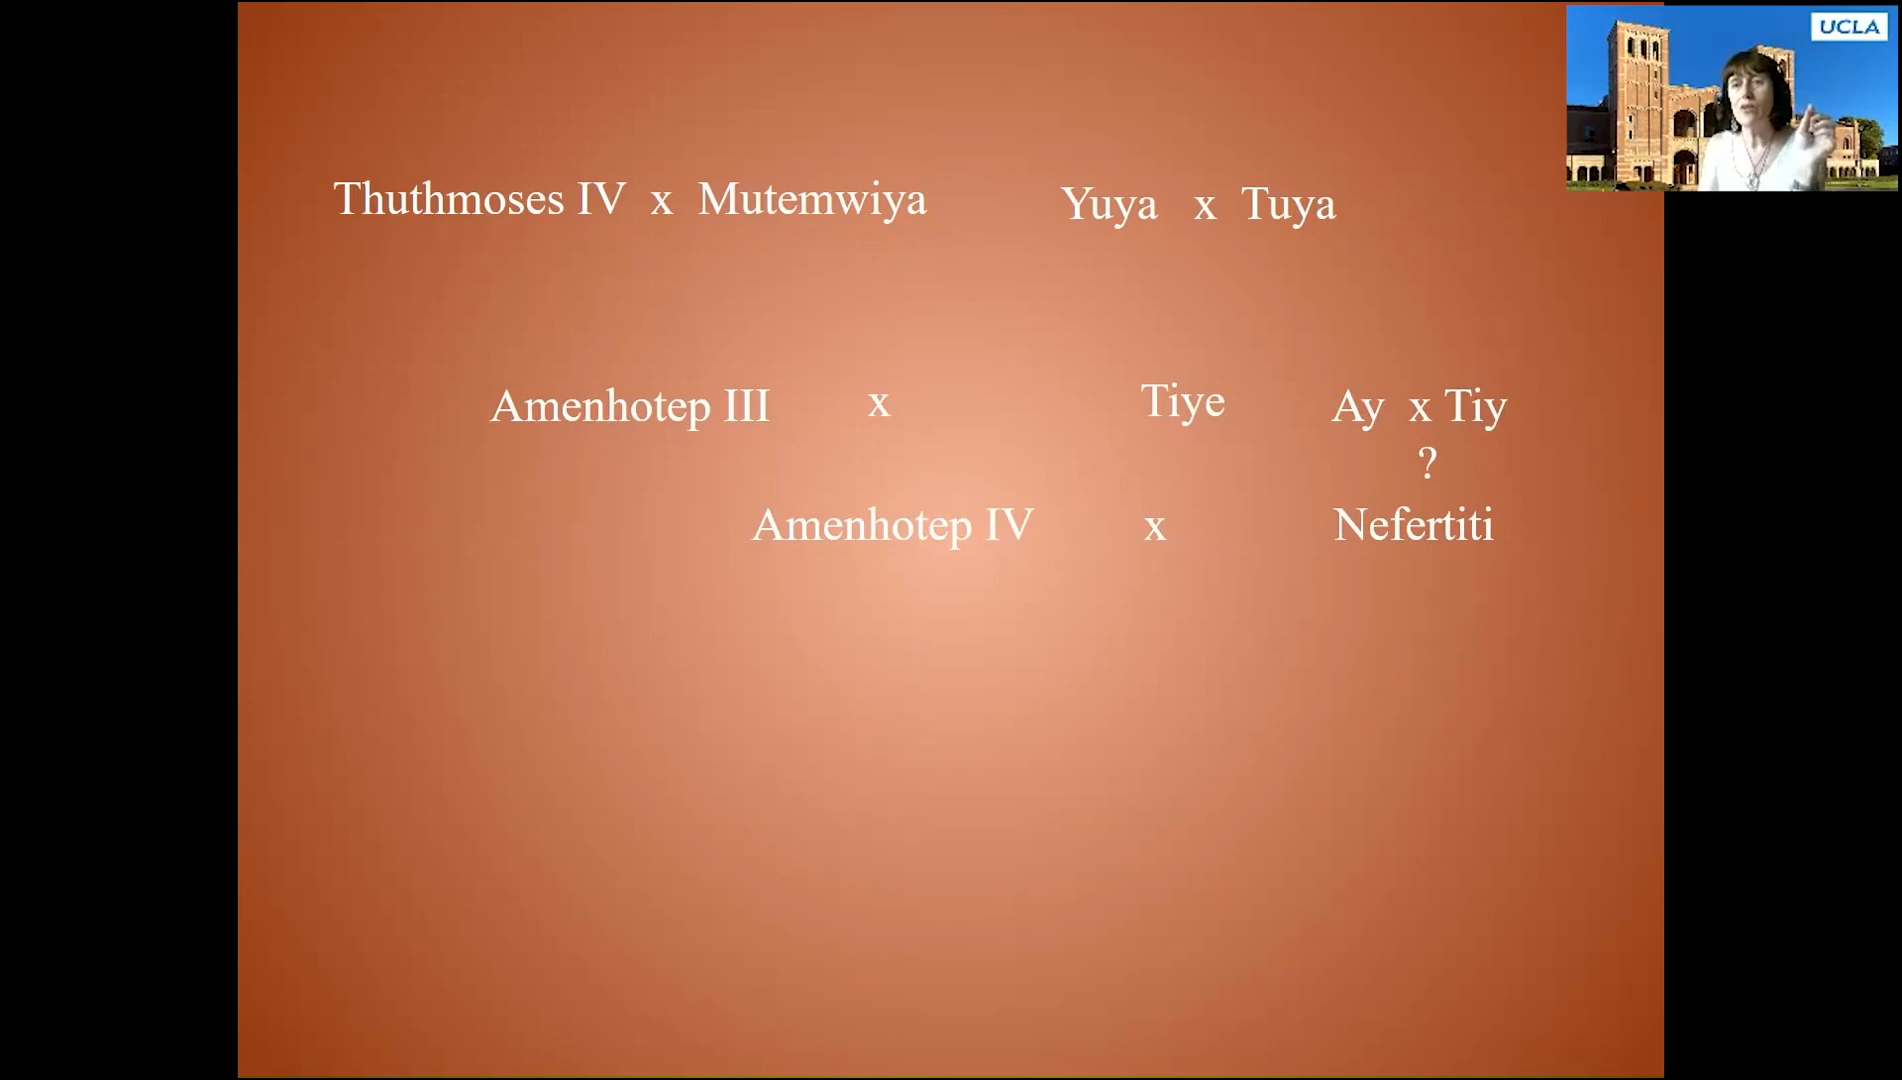 UCLA
Thuthmoses IV x Mutemwiya
Yuya x Tuya
Amenhotep III x Tiye
Ay x Tiy
?
Amenhotep IV x Nefertiti